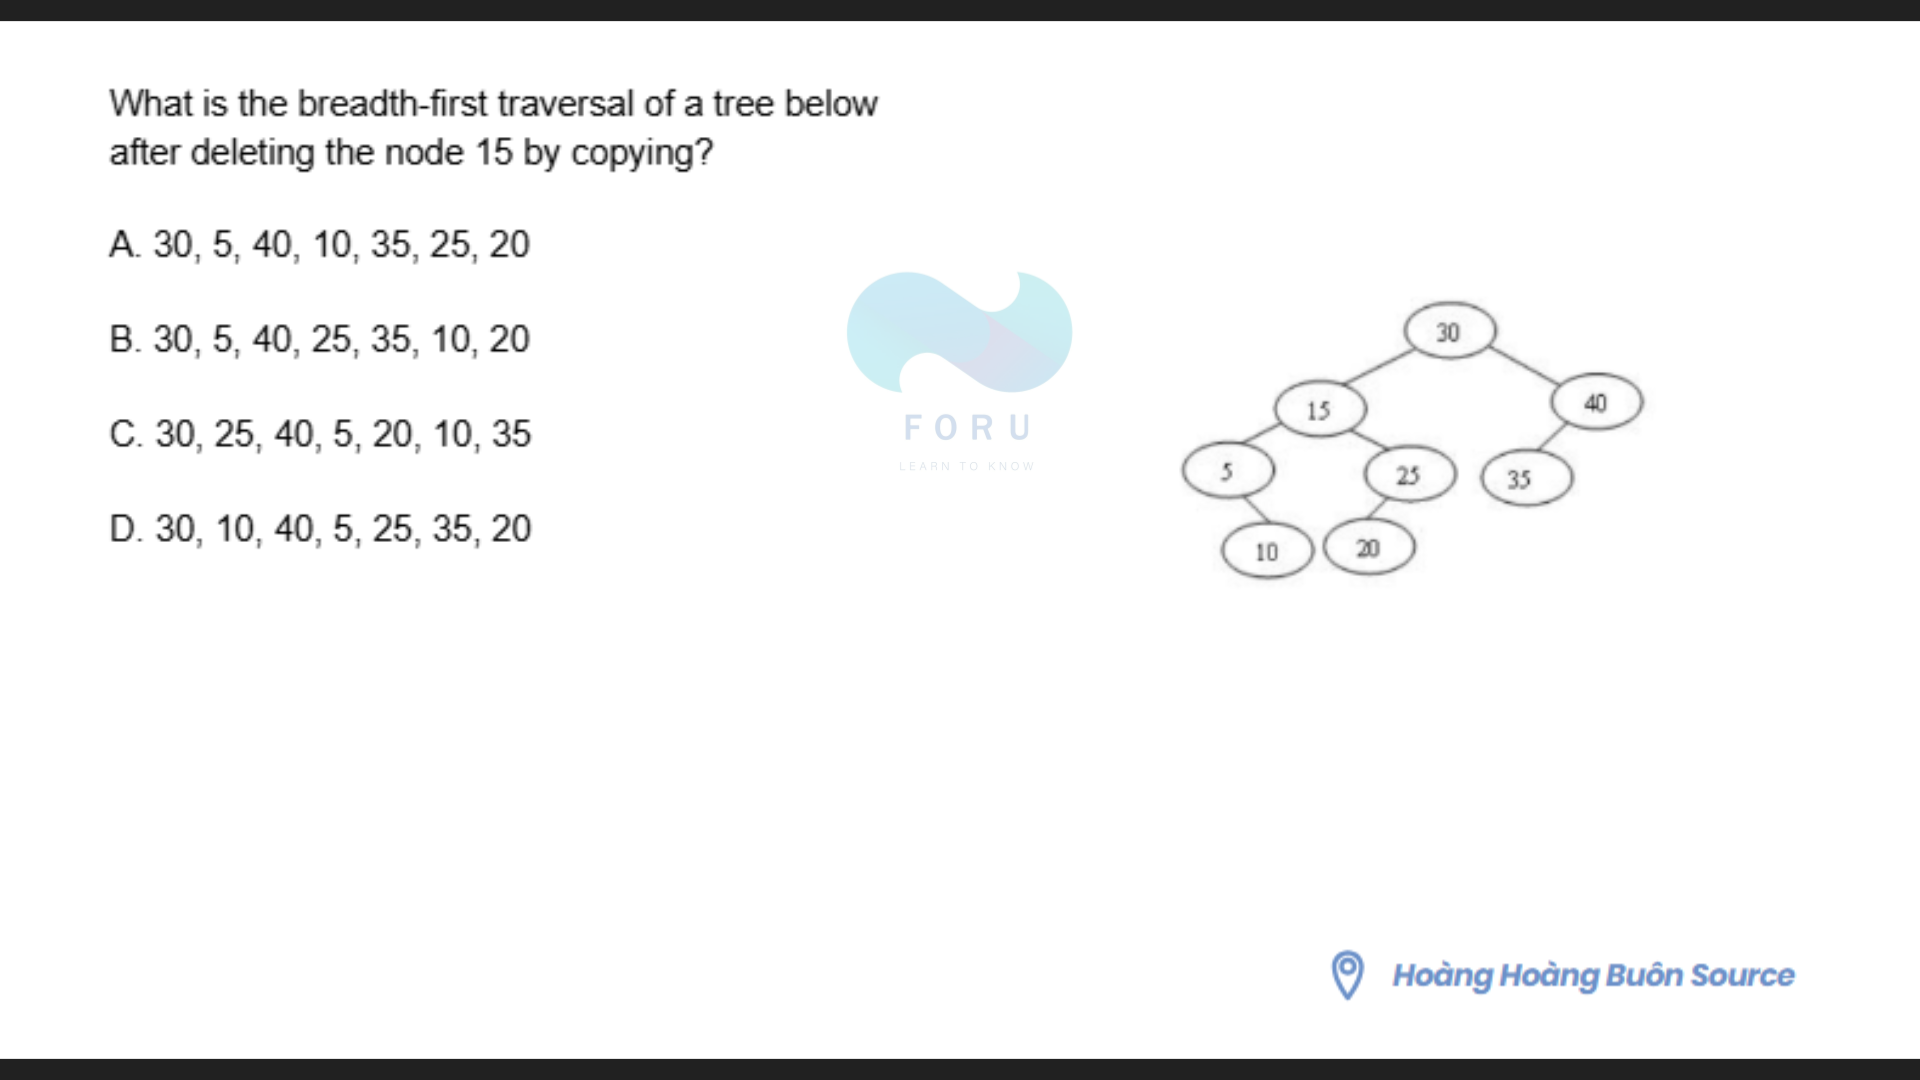 What is the breadth-first traversal of a tree below
after deleting the node 15 by copying?
A. 30, 5, 40, 10, 35, 25, 20
B. 30, 5, 40, 25, 35, 10, 20
C. 30, 25, 40, 5, 20, 10, 35
D. 30, 10, 40, 5, 25, 35, 20
FORU
LEARN TO KNOW
30
15
40
5
25
35
10
20
Hoàng Hoàng Buôn Source